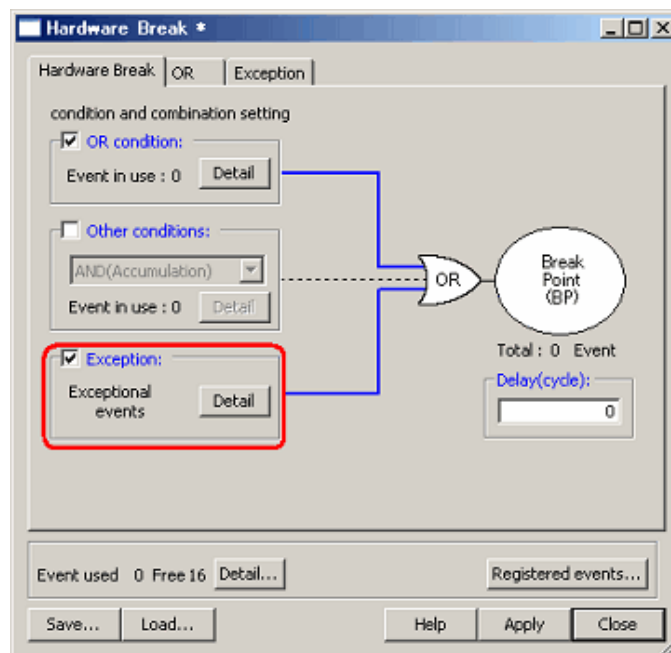 Hardware Break *
Hardware Break OR Exception
condition and combination setting
OR condition:
Event in use : 0 Detail
Other conditions:
AND(Accumulation)
Event in use : 0 Detail
Exception:
Exceptional
events
Detail
OR
Break
Point
(BP)
Total : 0 Event
Delay(cycle):
0
Event used 0 Free 16 Detail... Registered events...
Save... Load... Help Apply Close